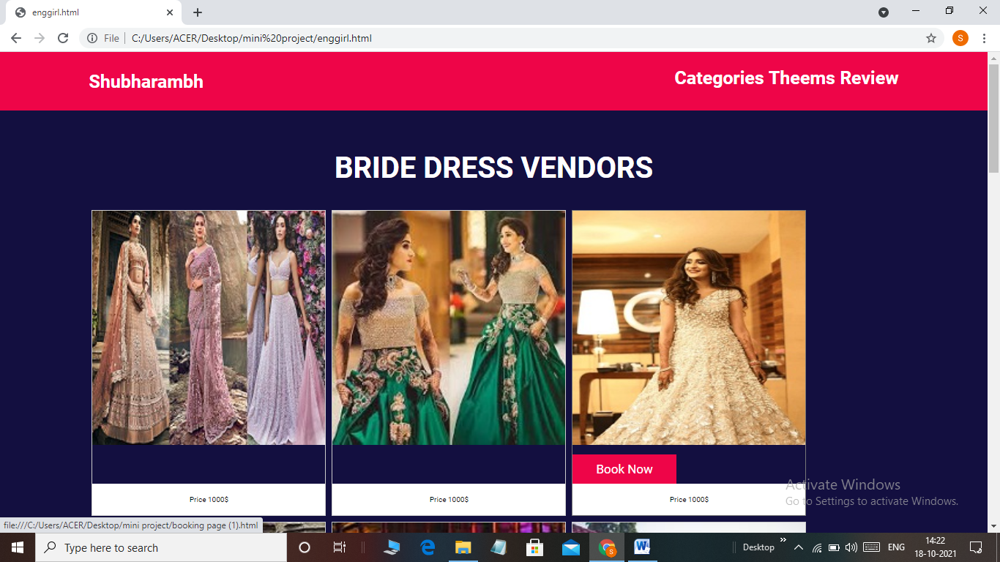 enggirl.html
File C:/Users/ACER/Desktop/mini%20project/enggirl.html
S
Shubharambh
Categories Theems Review
BRIDE DRESS VENDORS
Book Now
Price 1000$
Price 1000$
Price 1000$
Activate Windows
Go to Settings to activate Windows.
file:///C:/Users/ACER/Desktop/mini project/booking page (1).html
Type here to search
Desktop
ENG
14:22
18-10-2021